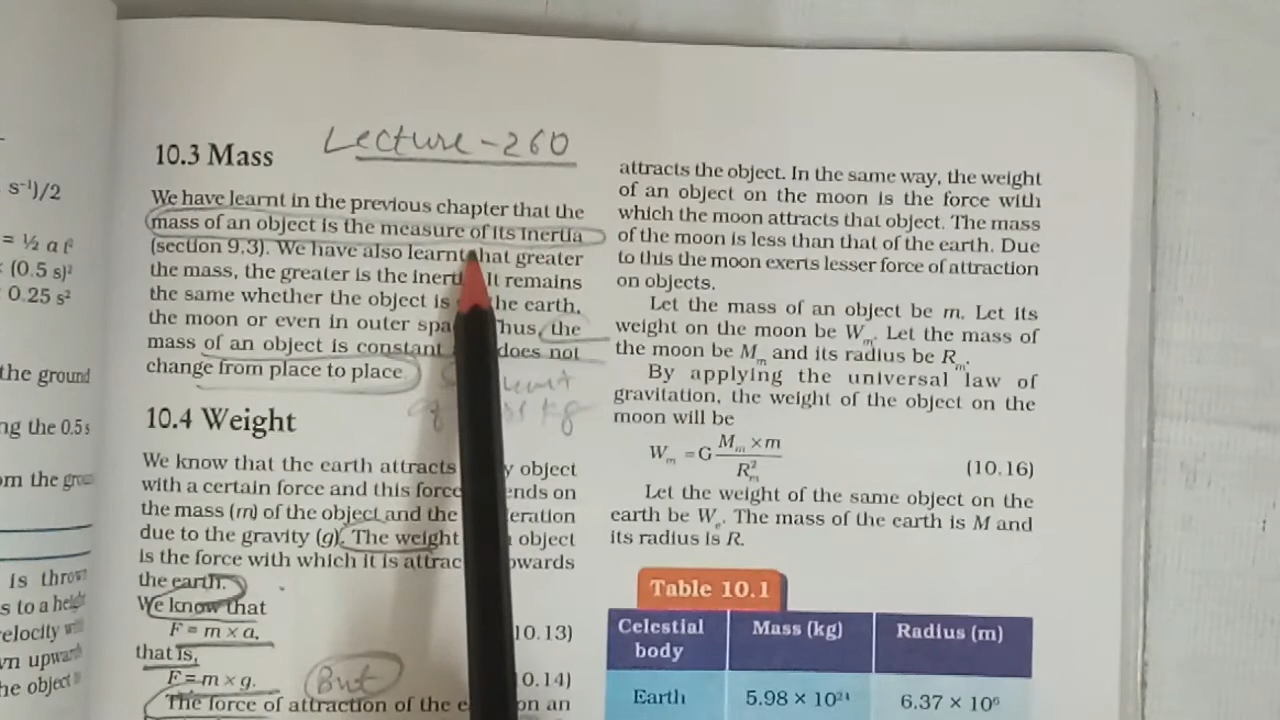 s⁻¹)/2
= ½ a t²
(0.5 s)²
0.25 s²
the ground
ng the 0.5 s
om the
is thrown
s to a height
elocity
wn upwards
he object
Lecture-260
10.3 Mass
We have learnt in the previous chapter that the
mass of an object is the measure of its inertia
(section 9.3). We have also learnt that greater
the mass, the greater is the It remains
the same whether the object is the earth,
the moon or even in outer Thus, the
mass of an object is constant does not
change from place to place
kg
10.4 Weight
We know that the earth attracts object
with a certain force and this force on
the mass (m) of the object and the
due to the gravity (g). The weight object
is the force with which it is
the earth.
We know that
F = m × a, 10.13)
that is,
F = m × g. 0.14)
But
The force of attraction of the on an
attracts the object. In the same way, the weight
of an object on the moon is the force with
which the moon attracts that object. The mass
of the moon is less than that of the earth. Due
to this the moon exerts lesser force of attraction
on objects.
Let the mass of an object be m. Let its
weight on the moon be Wₘ. Let the mass of
the moon be Mₘ and its radius be Rₘ.
By applying the universal law of
gravitation, the weight of the object on the
moon will be
Wₘ = G Mₘ × m / Rₘ² (10.16)
Let the weight of the same object on the
earth be Wₑ. The mass of the earth is M and
its radius is R.
Table 10.1
Celestial body Mass (kg) Radius (m)
Earth 5.98 × 10²⁴ 6.37 × 10⁶